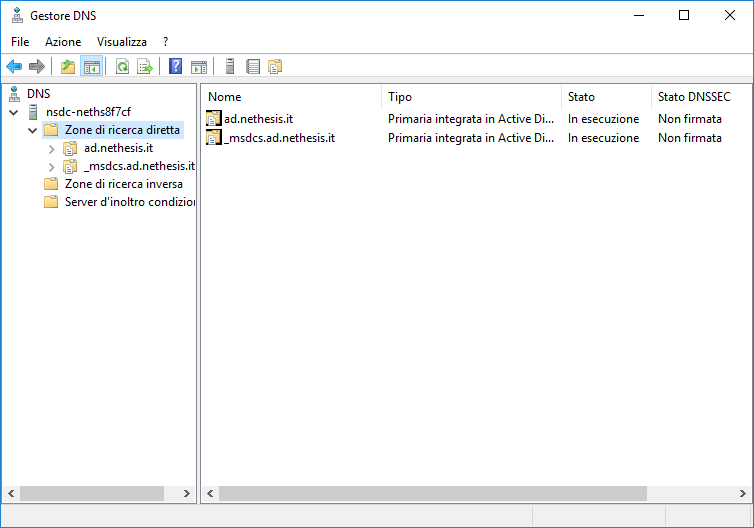 Gestore DNS
File Azione Visualizza ?
DNS
nsdc-neths8f7cf
Zone di ricerca diretta
ad.nethesis.it
_msdcs.ad.nethesis.it
Zone di ricerca inversa
Server d'inoltro condizion
Nome Tipo Stato Stato DNSSEC
ad.nethesis.it Primaria integrata in Active Di... In esecuzione Non firmata
_msdcs.ad.nethesis.it Primaria integrata in Active Di... In esecuzione Non firmata